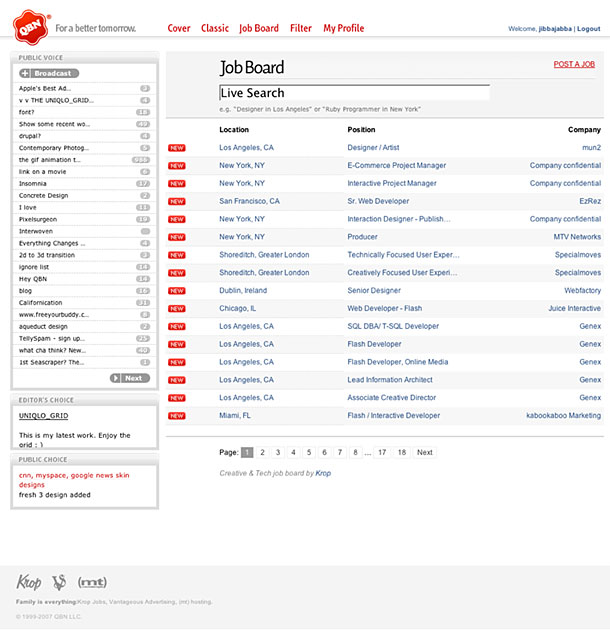 QBN
For a better tomorrow.
Cover Classic Job Board Filter My Profile
Welcome, jibbajabba | Logout
PUBLIC VOICE
Broadcast
Apple's Best Ad... 3
v v THE UNIQLO_GRID... 4
font? 18
Show some recent wo... 49
drupal? 4
Contemporary Photog... 5
the gif animation t...
link on a movie 6
Insomnia 17
Concrete Design 2
I love 11
Pixelsurgeon 19
Interwoven
Everything Changes ... 4
2d to 3d transition 3
ignore list 14
Hey QBN 14
blog 16
Californication 31
www.freeyourbuddy.c... 8
aqueduct design 2
TellySpam - sign up... 25
what cha think? New... 40
1st Seascraper? The... 1
Next
EDITOR'S CHOICE
UNIQLO_GRID
This is my latest work. Enjoy the
grid : )
PUBLIC CHOICE
cnn, myspace, google news skin
designs
fresh 3 design added
Job Board
POST A JOB
Live Search
e.g. "Designer in Los Angeles" or "Ruby Programmer in New York"
Location Position Company
NEW Los Angeles, CA Designer / Artist mun2
NEW New York, NY E-Commerce Project Manager Company confidential
NEW New York, NY Interactive Project Manager Company confidential
NEW San Francisco, CA Sr. Web Developer EzRez
NEW New York, NY Interaction Designer - Publish... Company confidential
NEW New York, NY Producer MTV Networks
NEW Shoreditch, Greater London Technically Focused User Exper... Specialmoves
NEW Shoreditch, Greater London Creatively Focused User Experi... Specialmoves
NEW Dublin, Ireland Senior Designer Webfactory
NEW Chicago, IL Web Developer - Flash Juice Interactive
NEW Los Angeles, CA SQL DBA/ T-SQL Developer Genex
NEW Los Angeles, CA Flash Developer Genex
NEW Los Angeles, CA Flash Developer, Online Media Genex
NEW Los Angeles, CA Lead Information Architect Genex
NEW Los Angeles, CA Associate Creative Director Genex
NEW Miami, FL Flash / Interactive Developer kabookaboo Marketing
Page: 1 2 3 4 5 6 7 8 ... 17 18 Next
Creative & Tech job board by Krop
Krop (mt)
Family is everything:Krop Jobs, Vantageous Advertising, (mt) hosting.
© 1999-2007 QBN LLC.